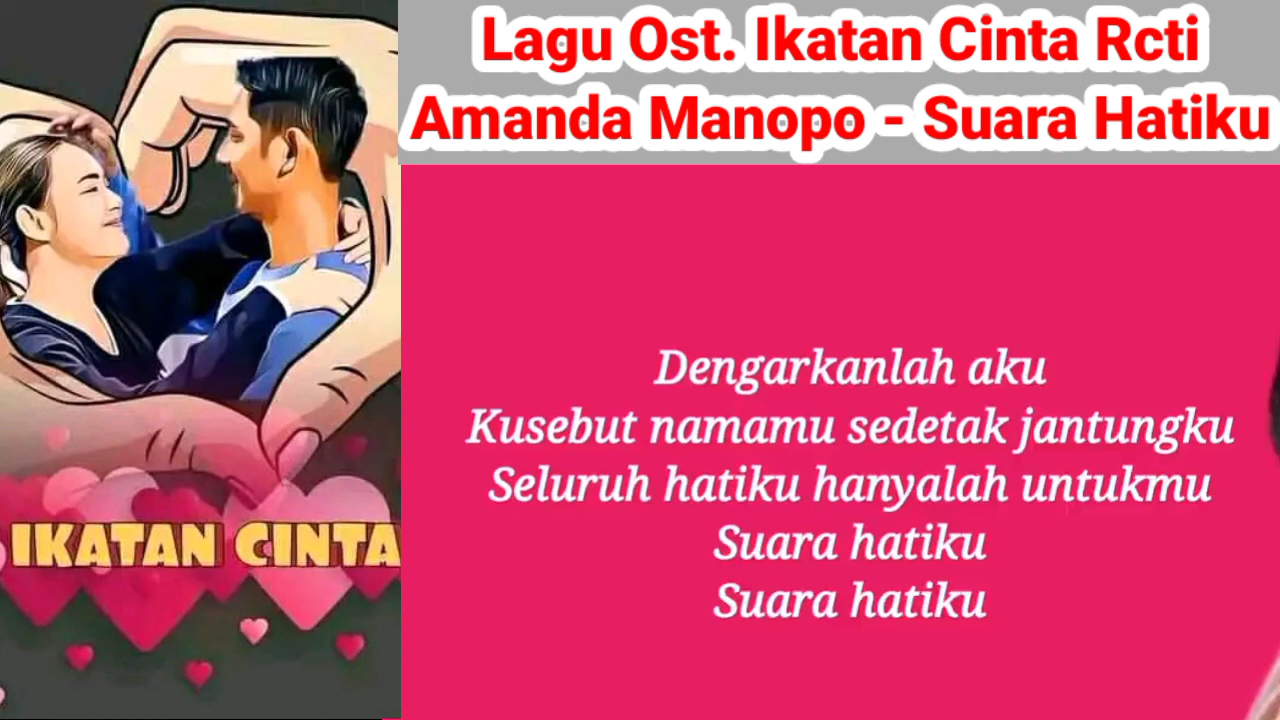 Lagu Ost. Ikatan Cinta Rcti
Amanda Manopo - Suara Hatiku
Dengarkanlah aku
Kusebut namamu sedetak jantungku
Seluruh hatiku hanyalah untukmu
Suara hatiku
Suara hatiku
IKATAN CINTA